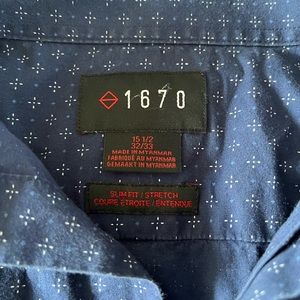 1670
15 1/2
32/33
MADE IN MYANMAR
FABRIQUÉ AU MYANMAR
GEMAAKT IN MYANMAR
SLIM FIT / STRETCH
COUPE ÉTROITE / ENTENDUE